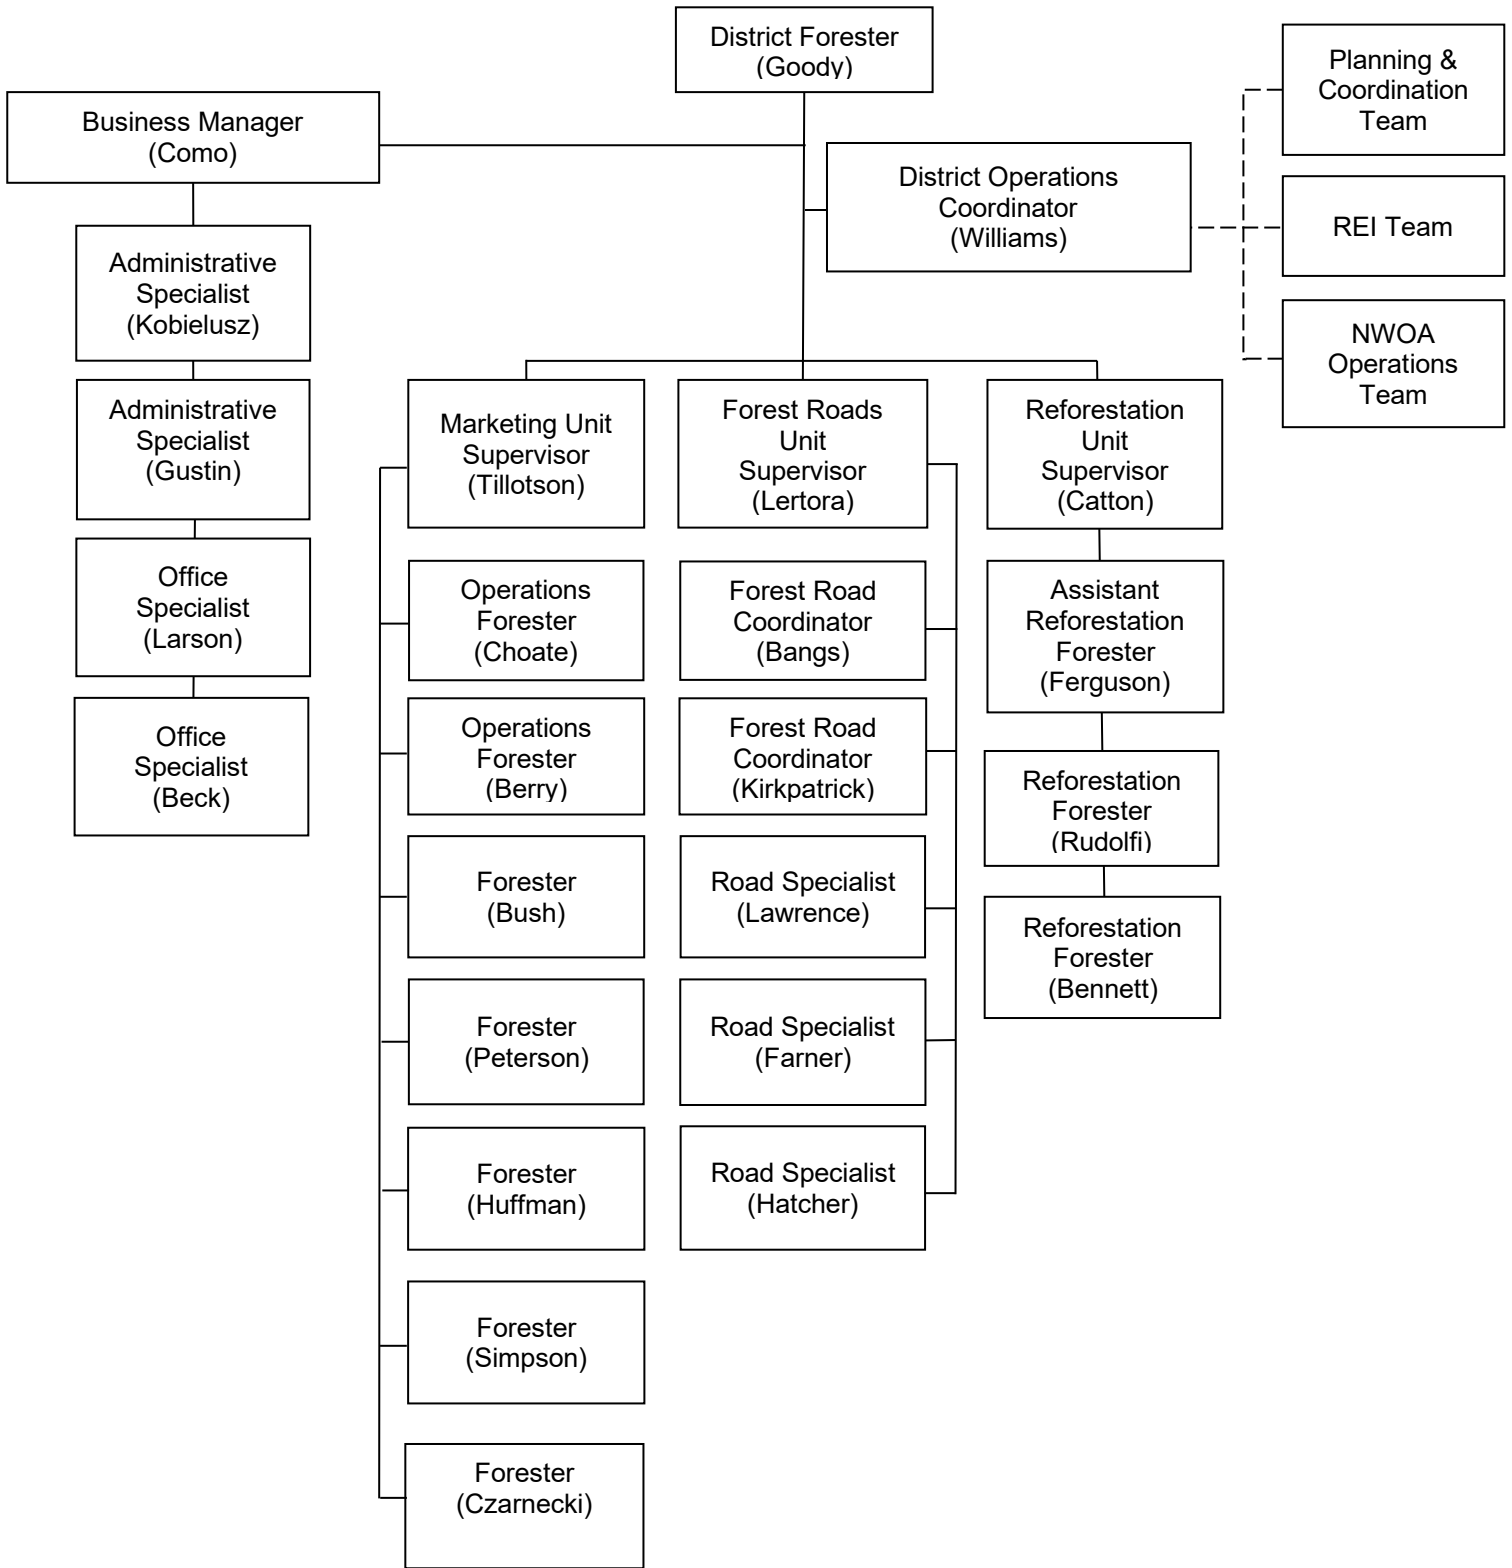 District Forester
(Goody)
Business Manager
(Como)
District Operations
Coordinator
(Williams)
Planning &
Coordination
Team
REI Team
NWOA
Operations
Team
Administrative
Specialist
(Kobielusz)
Administrative
Specialist
(Gustin)
Office
Specialist
(Larson)
Office
Specialist
(Beck)
Marketing Unit
Supervisor
(Tillotson)
Operations
Forester
(Choate)
Operations
Forester
(Berry)
Forester
(Bush)
Forester
(Peterson)
Forester
(Huffman)
Forester
(Simpson)
Forester
(Czarnecki)
Forest Roads
Unit
Supervisor
(Lertora)
Forest Road
Coordinator
(Bangs)
Forest Road
Coordinator
(Kirkpatrick)
Road Specialist
(Lawrence)
Road Specialist
(Farner)
Road Specialist
(Hatcher)
Reforestation
Unit
Supervisor
(Catton)
Assistant
Reforestation
Forester
(Ferguson)
Reforestation
Forester
(Rudolfi)
Reforestation
Forester
(Bennett)